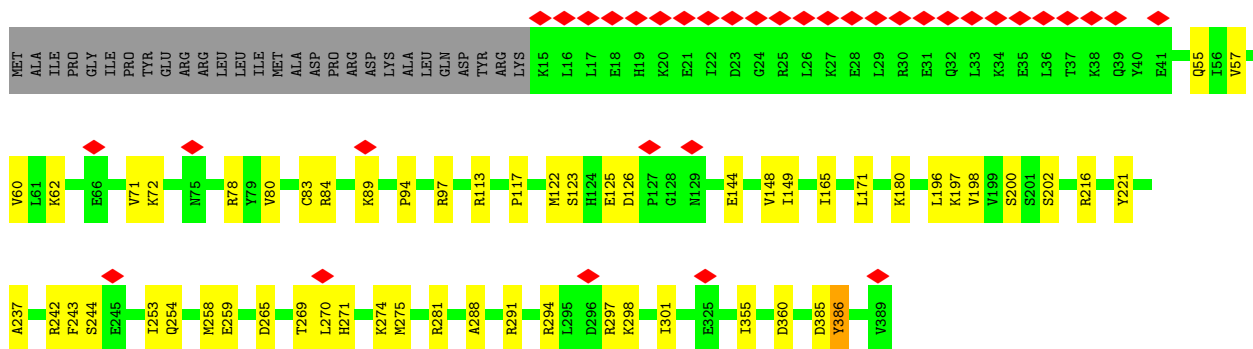 MET ALA ILE PRO GLY ILE PRO TYR GLU ARG ARG LEU LEU ILE MET ALA ASP PRO ARG ASP LYS ALA LEU GLN ASP TYR ARG LYS K15 L16 L17 E18 H19 K20 E21 I22 D23 G24 R25 L26 K27 E28 L29 R30 E31 Q32 L33 K34 E35 L36 T37 K38 Q39 Y40 E41 Q55 I56 V57
V60 L61 K62 E66 V71 K72 N75 R78 Y79 V80 C83 R84 K89 P94 R97 R113 P117 M122 S123 H124 E125 D126 P127 G128 N129 E144 V148 I149 I165 L171 K180 L196 K197 V198 V199 S200 S201 S202 R216 Y221
A237 R242 F243 S244 E245 I253 Q254 M258 E259 D265 T269 L270 H271 K274 M275 R281 A288 R291 R294 L295 D296 R297 K298 I301 E325 I355 D360 D385 Y386 V389